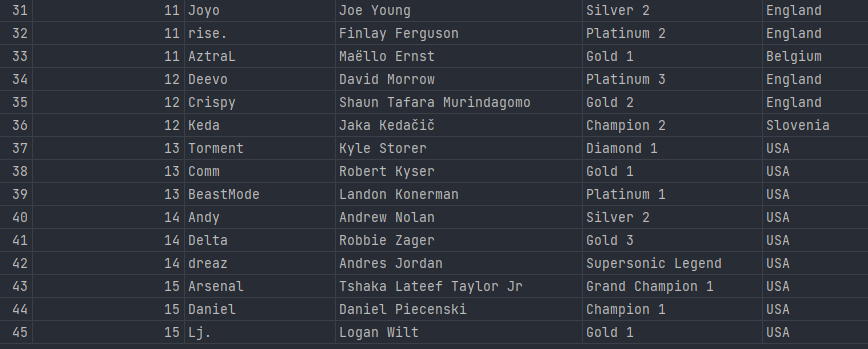 31 11 Joyo Joe Young Silver 2 England
32 11 rise. Finlay Ferguson Platinum 2 England
33 11 AztraL Maëllo Ernst Gold 1 Belgium
34 12 Deevo David Morrow Platinum 3 England
35 12 Crispy Shaun Tafara Murindagomo Gold 2 England
36 12 Keda Jaka Kedačič Champion 2 Slovenia
37 13 Torment Kyle Storer Diamond 1 USA
38 13 Comm Robert Kyser Gold 1 USA
39 13 BeastMode Landon Konerman Platinum 1 USA
40 14 Andy Andrew Nolan Silver 2 USA
41 14 Delta Robbie Zager Gold 3 USA
42 14 dreaz Andres Jordan Supersonic Legend USA
43 15 Arsenal Tshaka Lateef Taylor Jr Grand Champion 1 USA
44 15 Daniel Daniel Piecenski Champion 1 USA
45 15 Lj. Logan Wilt Gold 1 USA